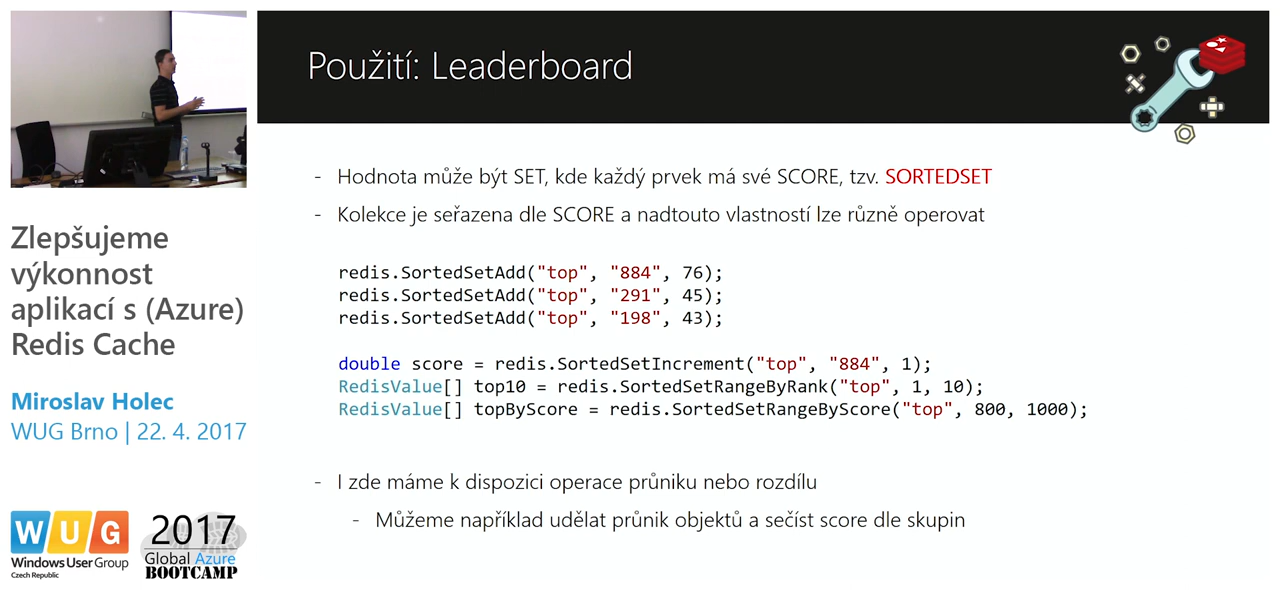 Použití: Leaderboard
- Hodnota může být SET, kde každý prvek má své SCORE, tzv. SORTEDSET
- Kolekce je seřazena dle SCORE a nadtouto vlastností lze různě operovat
redis.SortedSetAdd("top", "884", 76);
redis.SortedSetAdd("top", "291", 45);
redis.SortedSetAdd("top", "198", 43);
double score = redis.SortedSetIncrement("top", "884", 1);
RedisValue[] top10 = redis.SortedSetRangeByRank("top", 1, 10);
RedisValue[] topByScore = redis.SortedSetRangeByScore("top", 800, 1000);
- I zde máme k dispozici operace průniku nebo rozdílu
- Můžeme například udělat průnik objektů a sečíst score dle skupin
Zlepšujeme
výkonnost
aplikací s (Azure)
Redis Cache
Miroslav Holec
WUG Brno | 22. 4. 2017
WUG
Windows User Group
Czech Republic
2017
Global Azure
BOOTCAMP